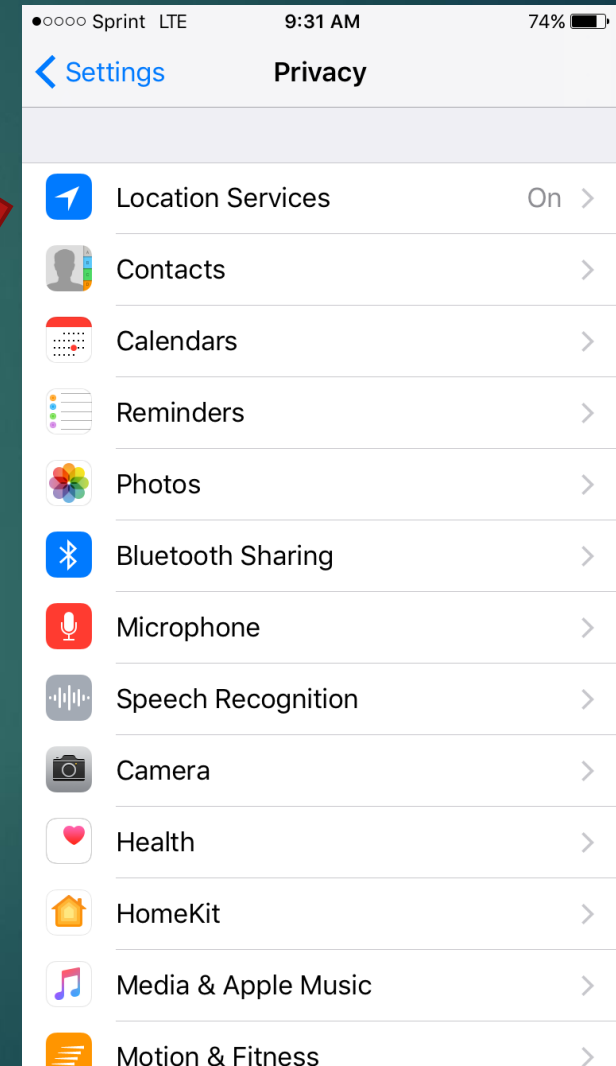 Sprint LTE 9:31 AM 74%
Settings Privacy
Location Services On
Contacts
Calendars
Reminders
Photos
Bluetooth Sharing
Microphone
Speech Recognition
Camera
Health
HomeKit
Media & Apple Music
Motion & Fitness